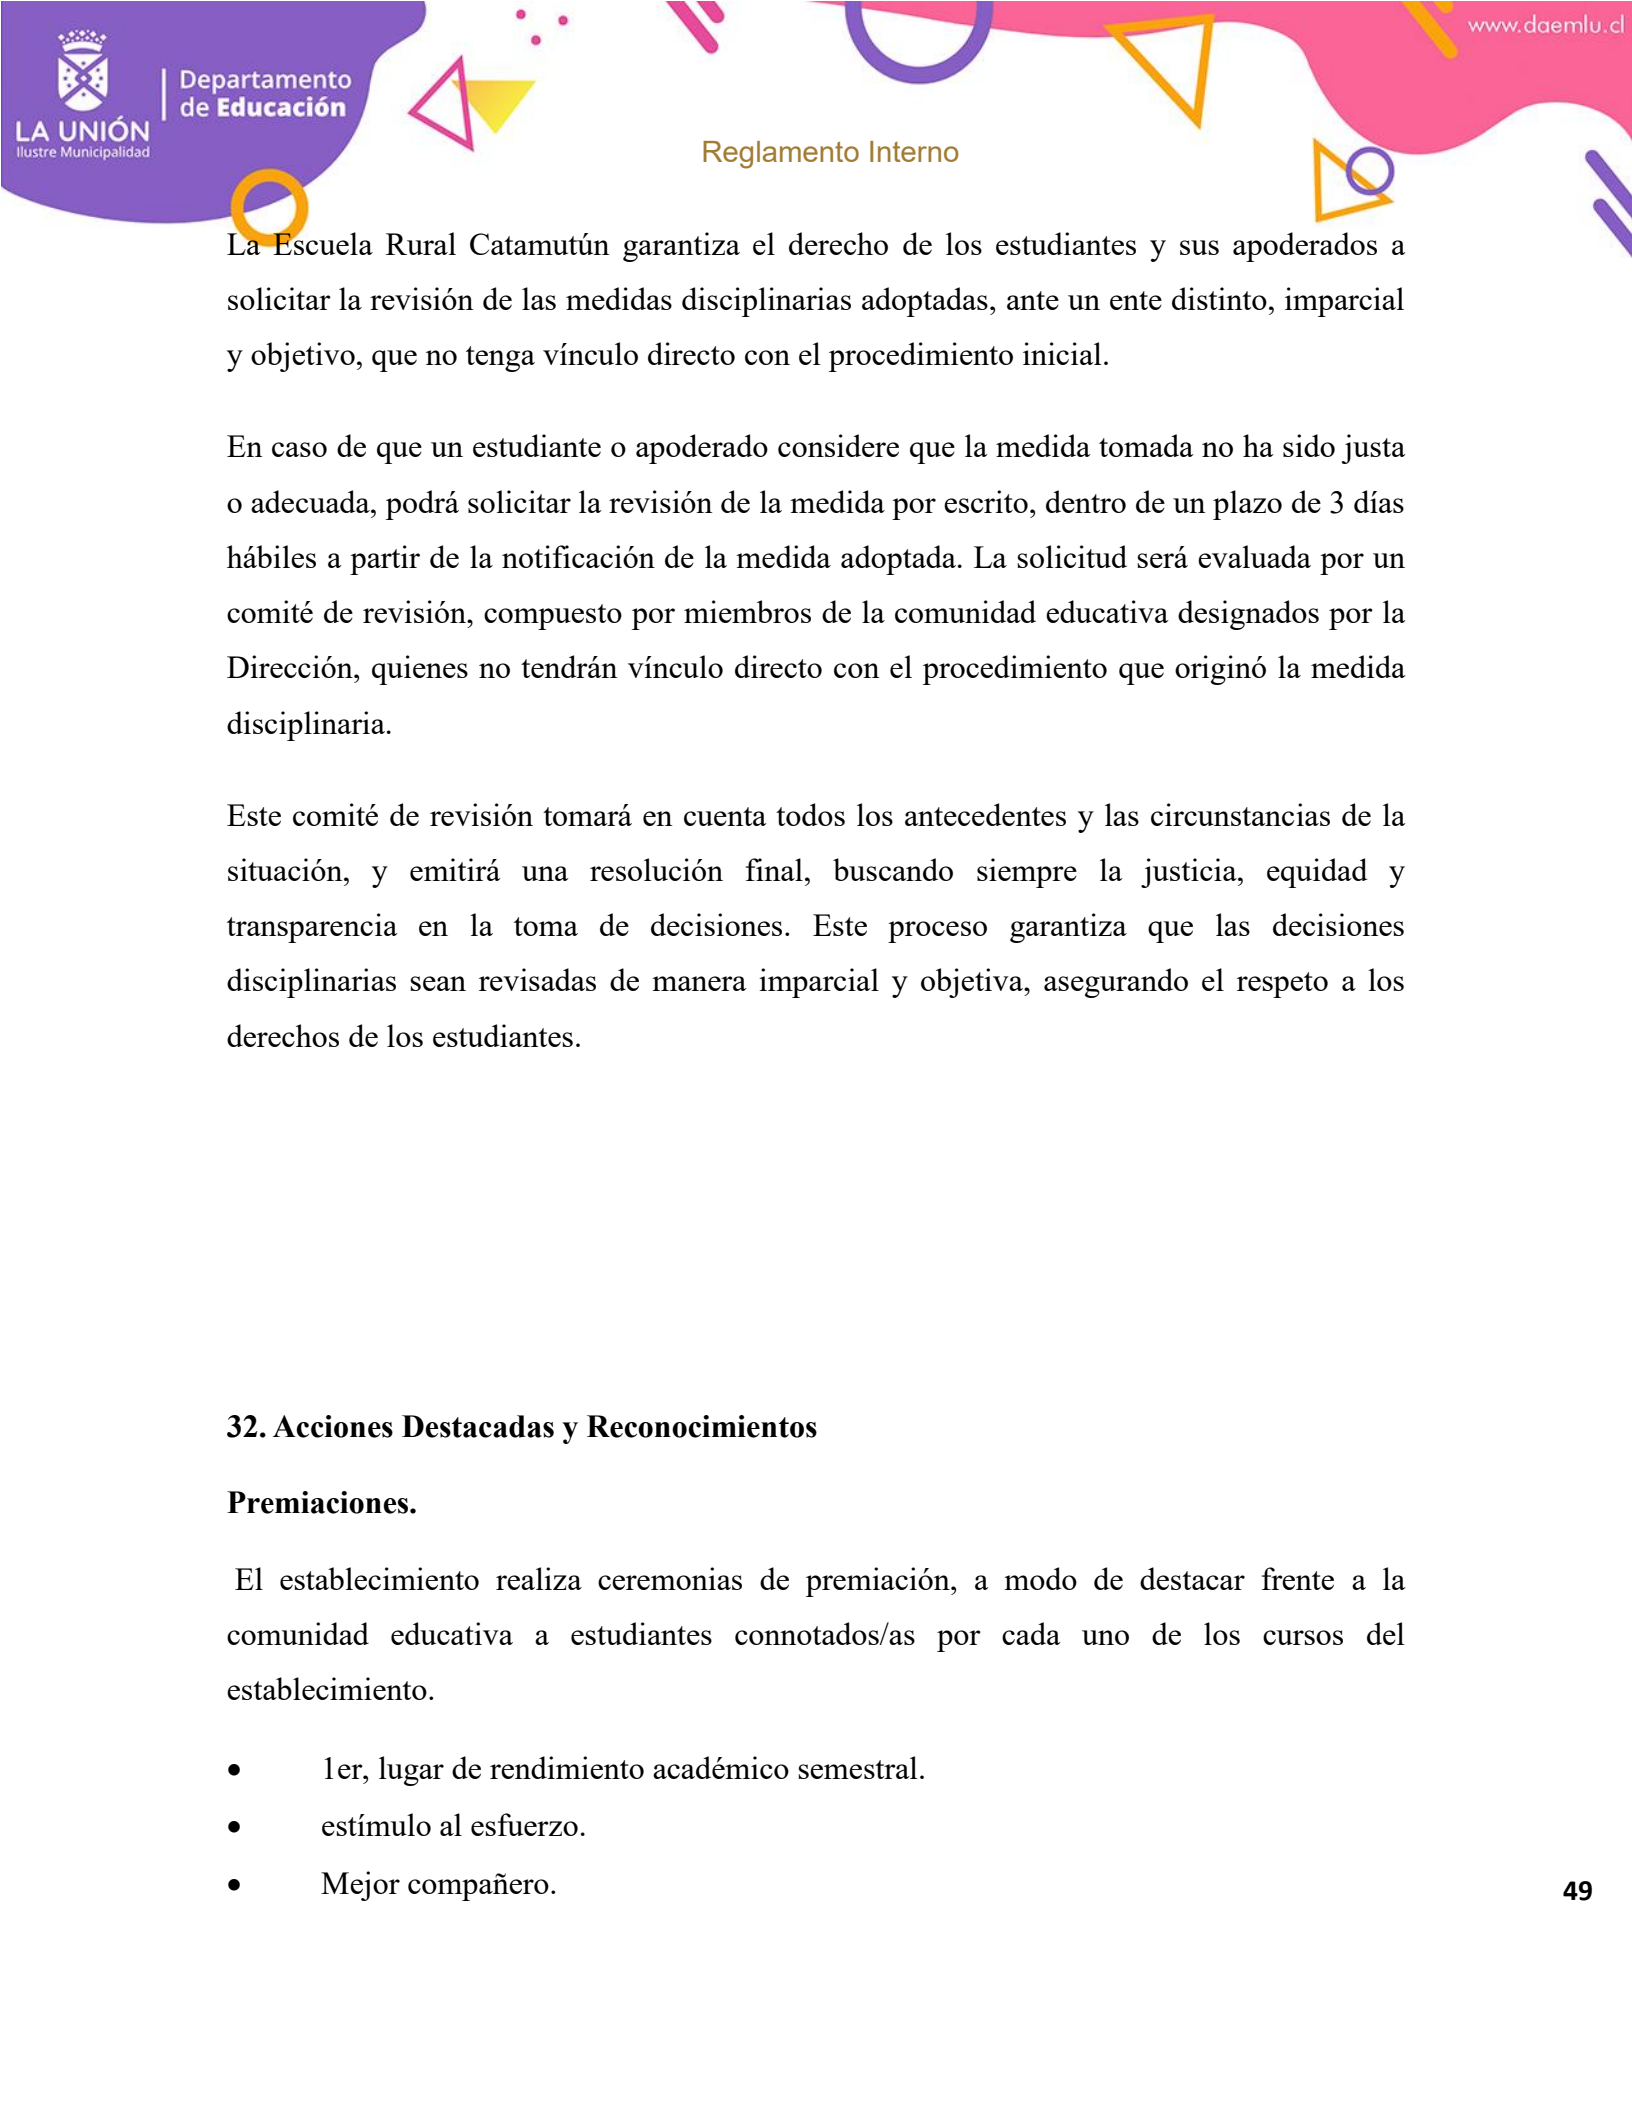 www.daemlu.cl
Departamento
de Educación
LA UNIÓN
Ilustre Municipalidad
Reglamento Interno
La Escuela Rural Catamutún garantiza el derecho de los estudiantes y sus apoderados a
solicitar la revisión de las medidas disciplinarias adoptadas, ante un ente distinto, imparcial
y objetivo, que no tenga vínculo directo con el procedimiento inicial.
En caso de que un estudiante o apoderado considere que la medida tomada no ha sido justa
o adecuada, podrá solicitar la revisión de la medida por escrito, dentro de un plazo de 3 días
hábiles a partir de la notificación de la medida adoptada. La solicitud será evaluada por un
comité de revisión, compuesto por miembros de la comunidad educativa designados por la
Dirección, quienes no tendrán vínculo directo con el procedimiento que originó la medida
disciplinaria.
Este comité de revisión tomará en cuenta todos los antecedentes y las circunstancias de la
situación, y emitirá una resolución final, buscando siempre la justicia, equidad y
transparencia en la toma de decisiones. Este proceso garantiza que las decisiones
disciplinarias sean revisadas de manera imparcial y objetiva, asegurando el respeto a los
derechos de los estudiantes.
32. Acciones Destacadas y Reconocimientos
Premiaciones.
El establecimiento realiza ceremonias de premiación, a modo de destacar frente a la
comunidad educativa a estudiantes connotados/as por cada uno de los cursos del
establecimiento.
• 1er, lugar de rendimiento académico semestral.
• estímulo al esfuerzo.
• Mejor compañero.
49